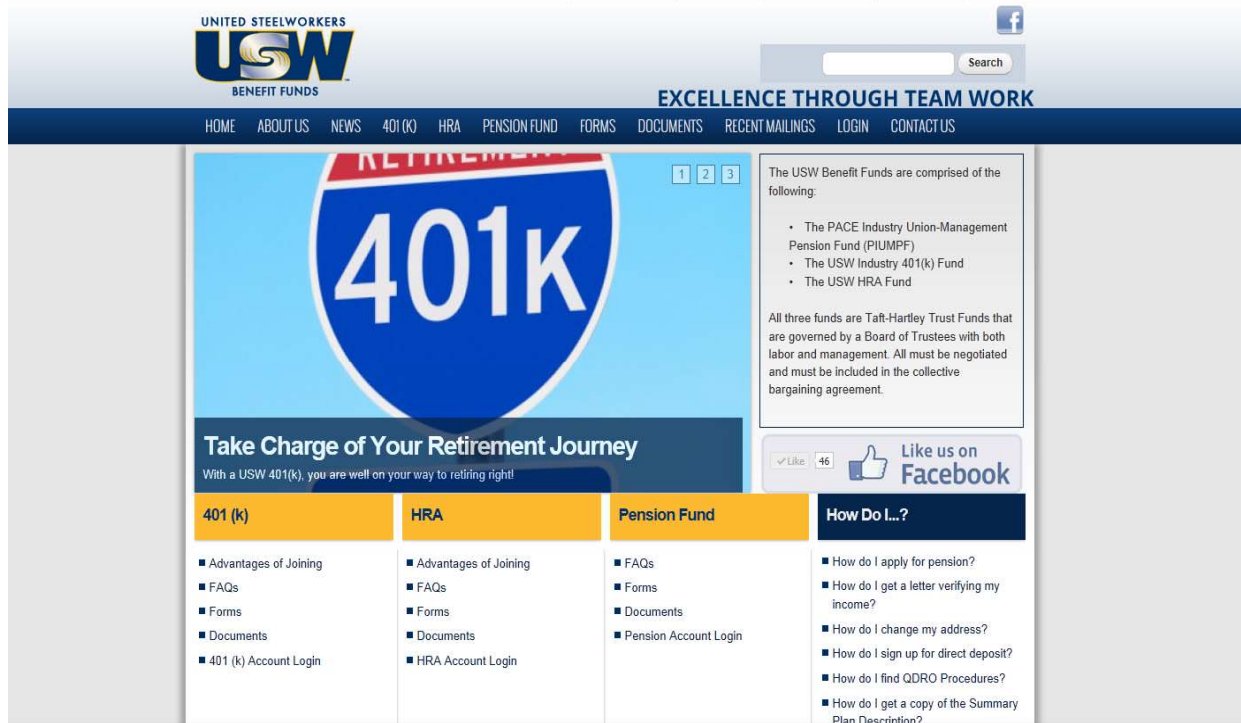 UNITED STEELWORKERS
USW
BENEFIT FUNDS
Search
EXCELLENCE THROUGH TEAM WORK
HOME ABOUT US NEWS 401(K) HRA PENSION FUND FORMS DOCUMENTS RECENT MAILINGS LOGIN CONTACT US
RETIREMENT
401K
1 2 3
Take Charge of Your Retirement Journey
With a USW 401(k), you are well on your way to retiring right!
The USW Benefit Funds are comprised of the
following:
• The PACE Industry Union-Management
Pension Fund (PIUMPF)
• The USW Industry 401(k) Fund
• The USW HRA Fund
All three funds are Taft-Hartley Trust Funds that
are governed by a Board of Trustees with both
labor and management. All must be negotiated
and must be included in the collective
bargaining agreement.
Like 46
Like us on
Facebook
401 (k)
Advantages of Joining
FAQs
Forms
Documents
401 (k) Account Login
HRA
Advantages of Joining
FAQs
Forms
Documents
HRA Account Login
Pension Fund
FAQs
Forms
Documents
Pension Account Login
How Do I...?
How do I apply for pension?
How do I get a letter verifying my
income?
How do I change my address?
How do I sign up for direct deposit?
How do I find QDRO Procedures?
How do I get a copy of the Summary
Plan Description?